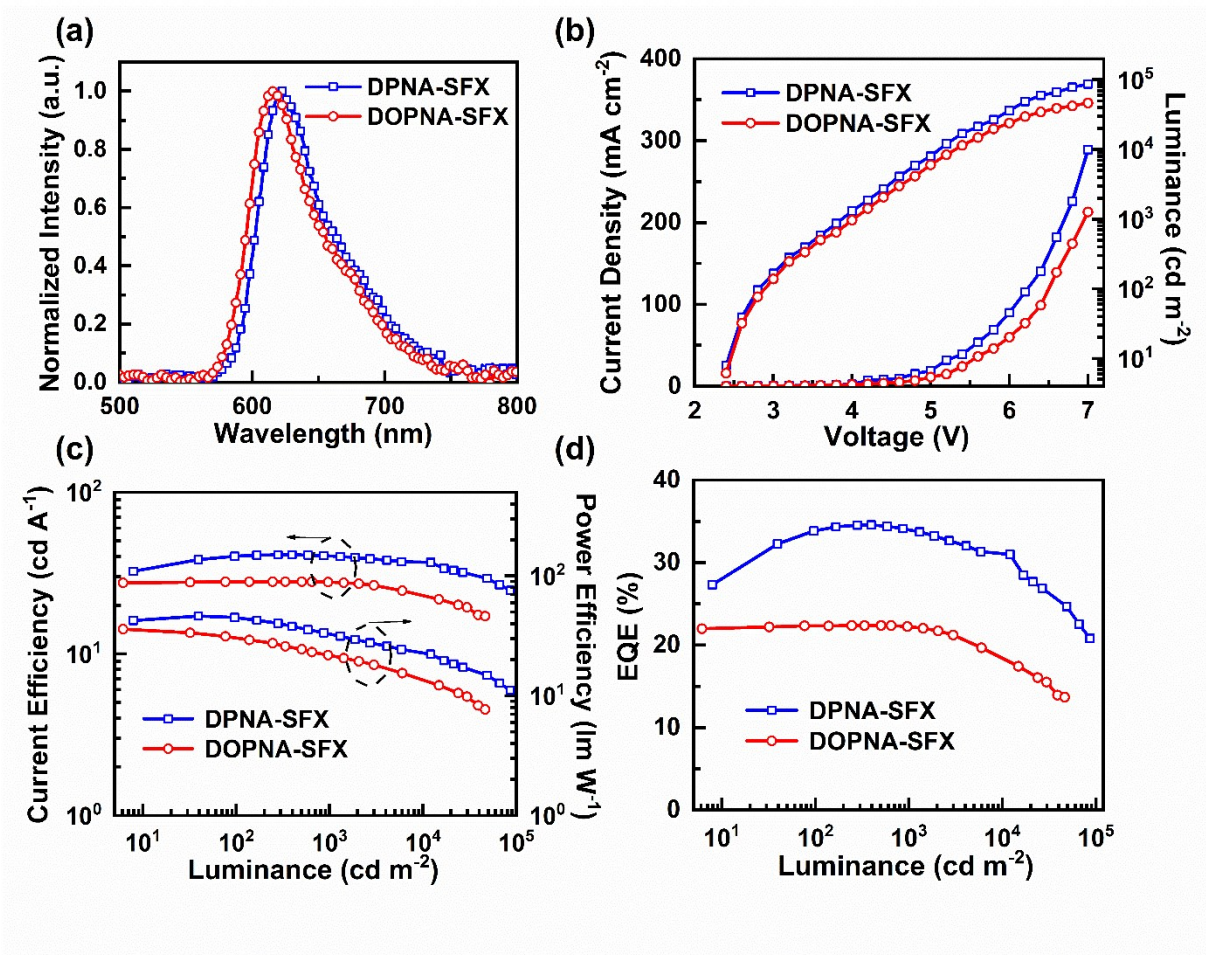 (a)
Normalized Intensity (a.u.)
1.0
0.8
0.6
0.4
0.2
0.0
DPNA-SFX
DOPNA-SFX
500
600
700
800
Wavelength (nm)
(b)
Current Density (mA cm-2)
400
300
200
100
0
DPNA-SFX
DOPNA-SFX
10^5
10^4
10^3
10^2
10^1
Luminance (cd m-2)
2
3
4
5
6
7
Voltage (V)
(c)
Current Efficiency (cd A-1)
10^2
10^1
10^0
DPNA-SFX
DOPNA-SFX
10^2
10^1
10^0
Power Efficiency (lm W-1)
10^1
10^2
10^3
10^4
10^5
Luminance (cd m-2)
(d)
EQE (%)
40
30
20
10
0
DPNA-SFX
DOPNA-SFX
10^1
10^2
10^3
10^4
10^5
Luminance (cd m-2)